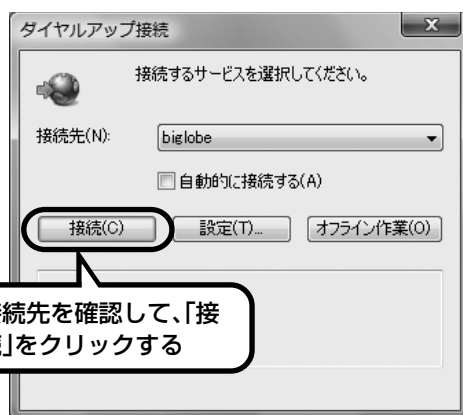 ダイヤルアップ接続
接続するサービスを選択してください。
接続先(N):
biglobe
自動的に接続する(A)
接続(C)
設定(T)...
オフライン作業(O)
続先を確認して、「接
」をクリックする